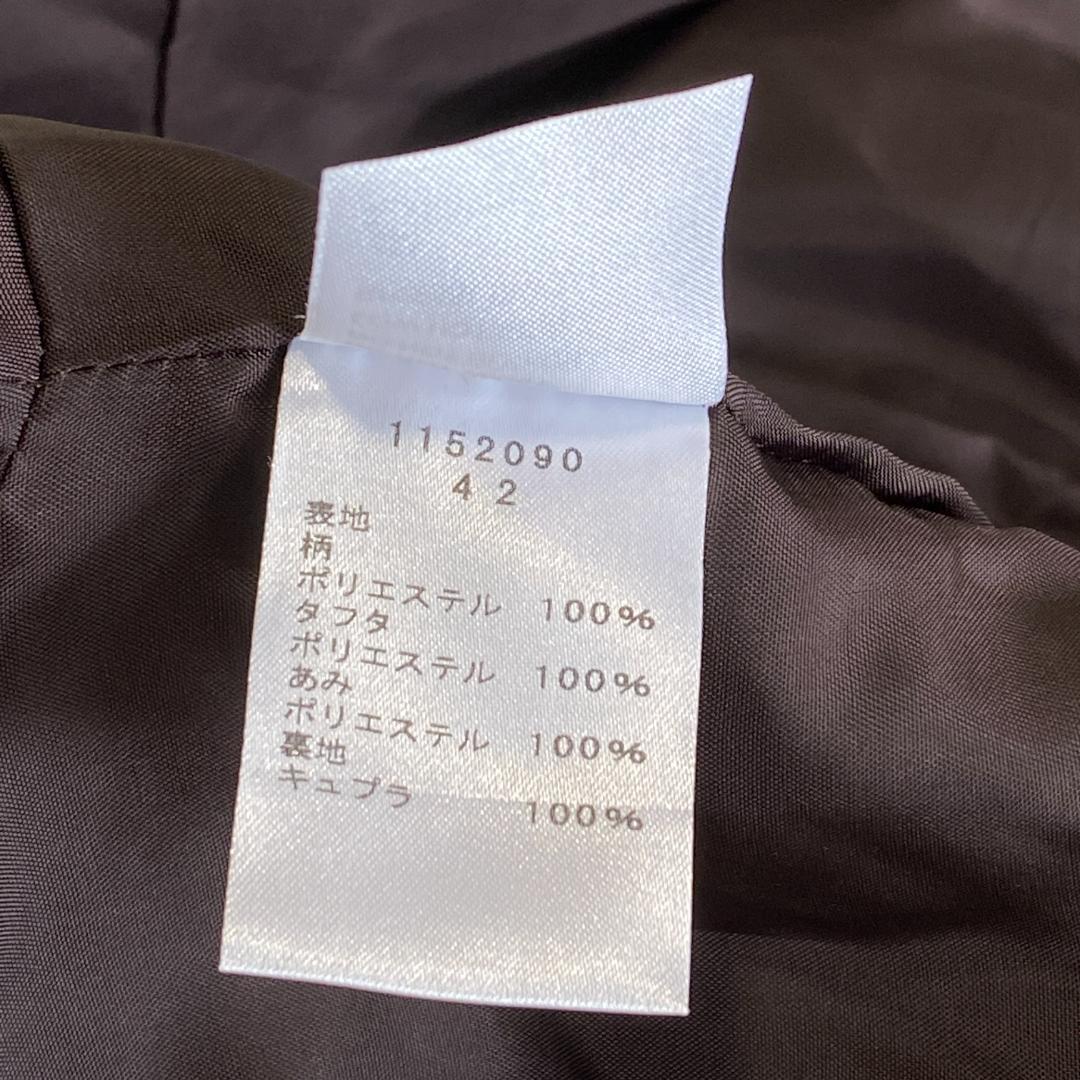 1152090
42
表地
柄
ポリエステル 100%
タフタ
ポリエステル 100%
あみ
ポリエステル 100%
裏地
キュプラ 100%